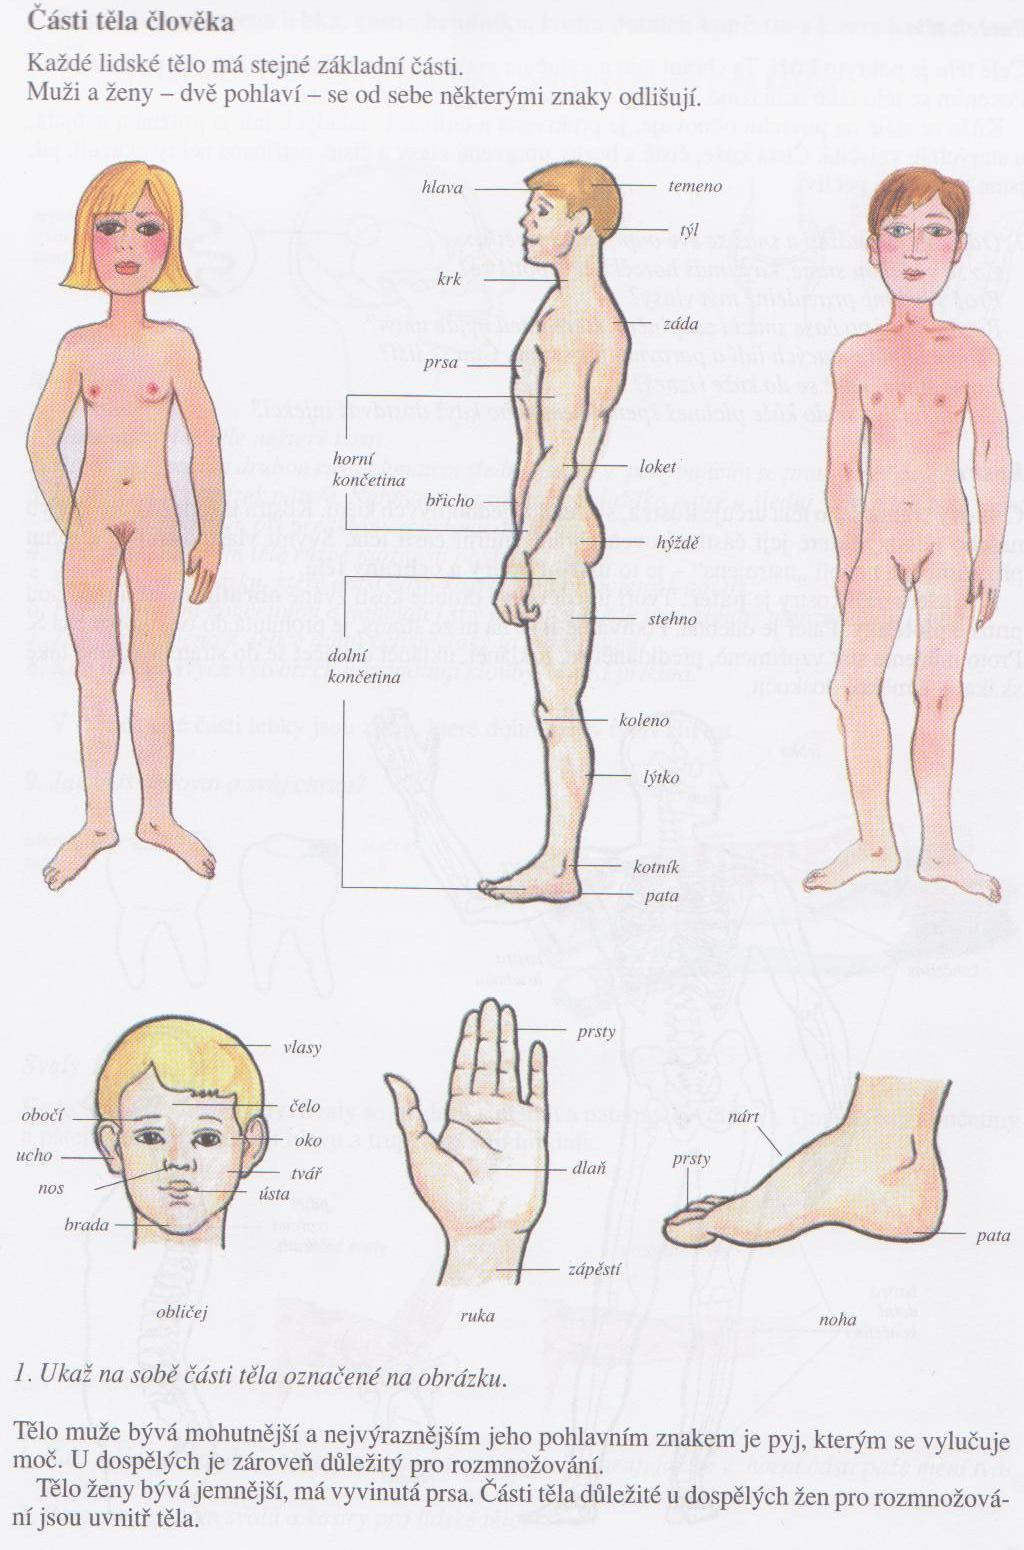 Části těla člověka
Každé lidské tělo má stejné základní části.
Muži a ženy – dvě pohlaví – se od sebe některými znaky odlišují.
hlava
temeno
týl
krk
záda
prsa
horní
končetina
loket
břicho
hýždě
stehno
dolní
končetina
koleno
lýtko
kotník
pata
vlasy
obočí
čelo
ucho
oko
nos
tvář
ústa
brada
obličej
prsty
dlaň
zápěstí
ruka
nárt
prsty
pata
noha
1. Ukaž na sobě části těla označené na obrázku.
Tělo muže bývá mohutnější a nejvýraznějším jeho pohlavním znakem je pyj, kterým se vylučuje
moč. U dospělých je zároveň důležitý pro rozmnožování.
Tělo ženy bývá jemnější, má vyvinutá prsa. Části těla důležité u dospělých žen pro rozmnožová-
ní jsou uvnitř těla.